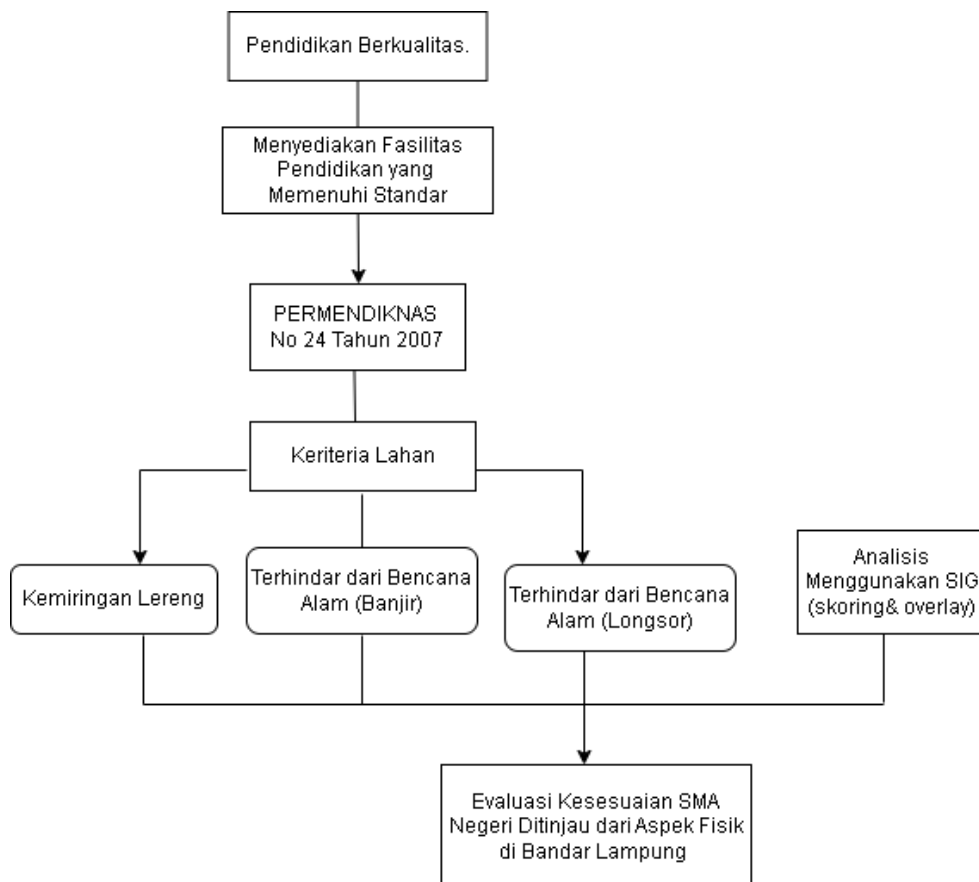 Pendidikan Berkualitas.
Menyediakan Fasilitas
Pendidikan yang
Memenuhi Standar
PERMENDIKNAS
No 24 Tahun 2007
Keriteria Lahan
Kemiringan Lereng
Terhindar dari Bencana
Alam (Banjir)
Terhindar dari Bencana
Alam (Longsor)
Analisis
Menggunakan SIG
(skoring& overlay)
Evaluasi Kesesuaian SMA
Negeri Ditinjau dari Aspek Fisik
di Bandar Lampung